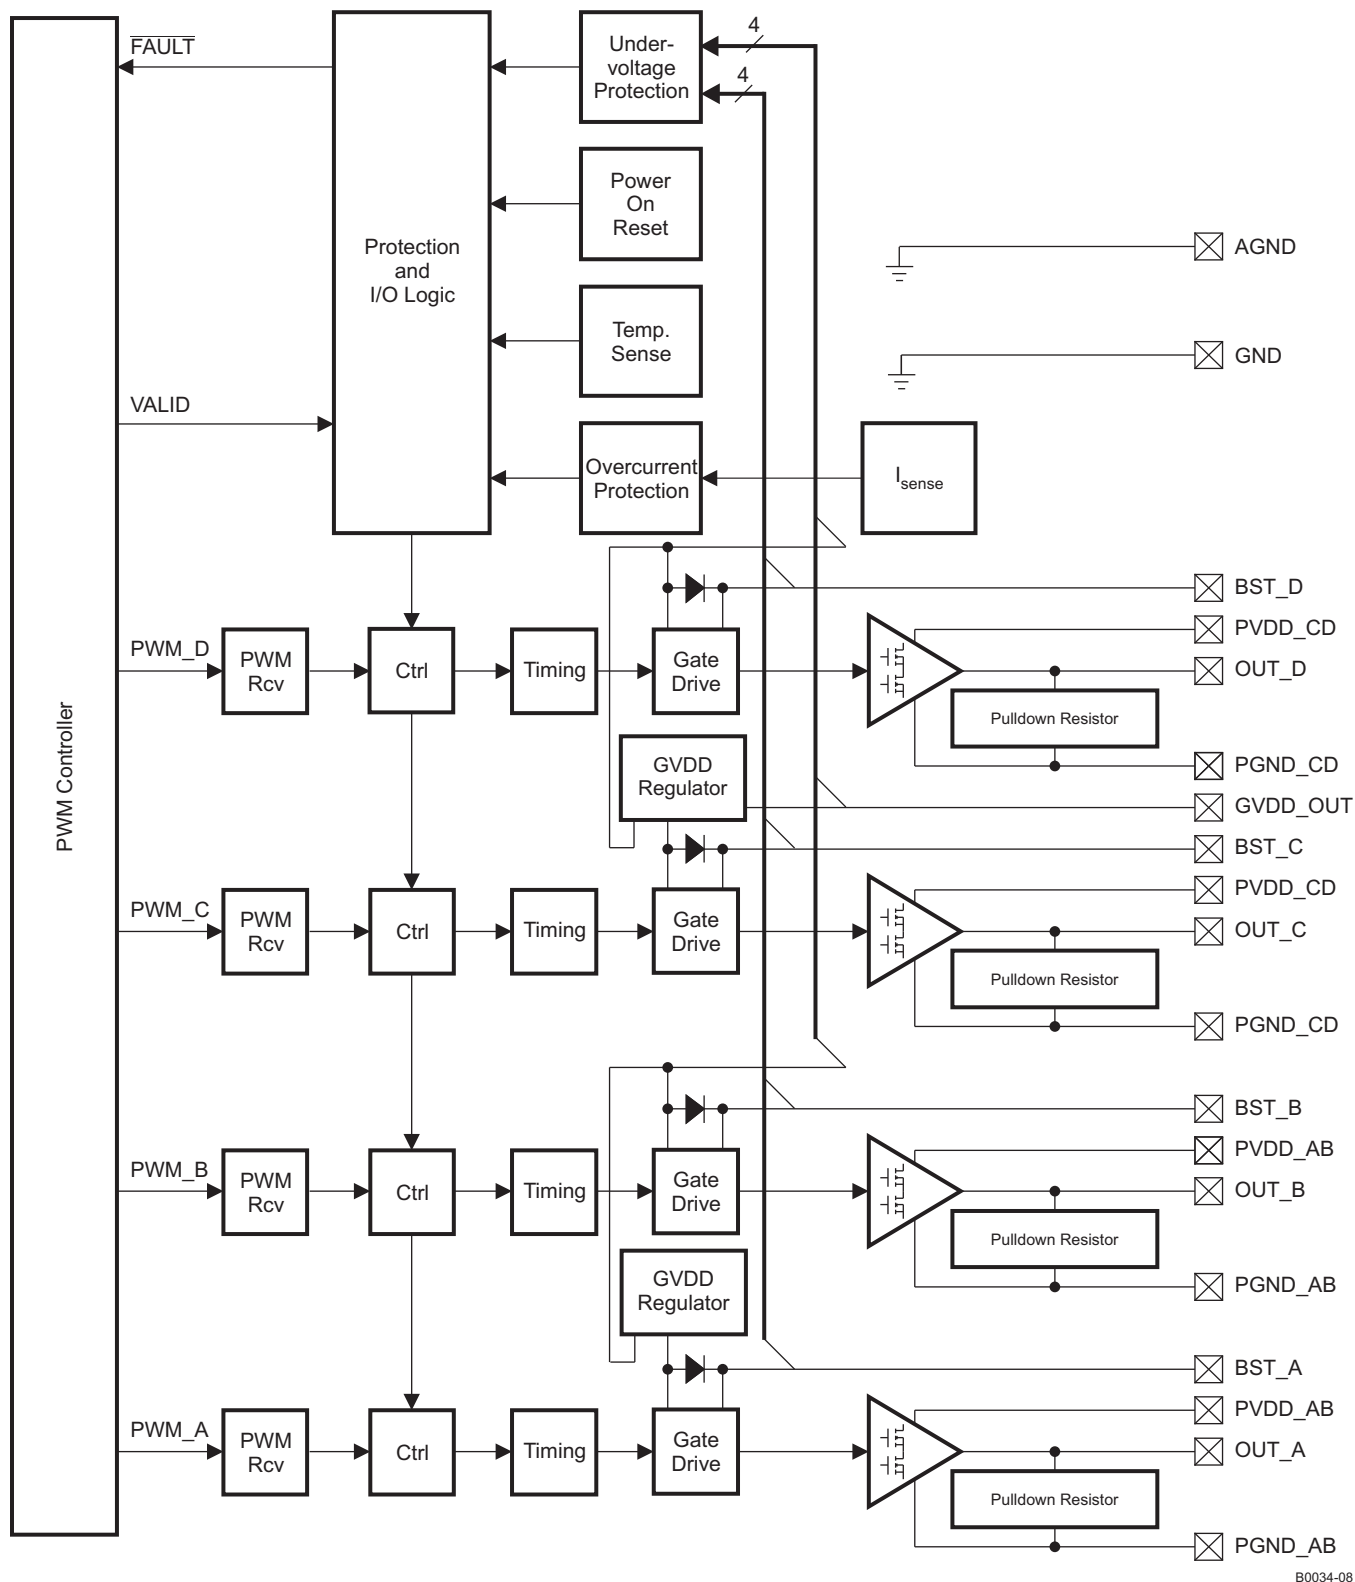 FAULT
Under-
voltage
Protection
4
4
Power
On
Reset
Protection
and
I/O Logic
AGND
Temp.
Sense
GND
VALID
Overcurrent
Protection
Isense
BST_D
PVDD_CD
PWM_D
PWM
Rcv
Ctrl
Timing
Gate
Drive
OUT_D
Pulldown Resistor
PWM Controller
GVDD
Regulator
PGND_CD
GVDD_OUT
BST_C
PVDD_CD
PWM_C
PWM
Rcv
Ctrl
Timing
Gate
Drive
OUT_C
Pulldown Resistor
PGND_CD
BST_B
PVDD_AB
PWM_B
PWM
Rcv
Ctrl
Timing
Gate
Drive
OUT_B
Pulldown Resistor
GVDD
Regulator
PGND_AB
BST_A
PVDD_AB
PWM_A
PWM
Rcv
Ctrl
Timing
Gate
Drive
OUT_A
Pulldown Resistor
PGND_AB
B0034-08